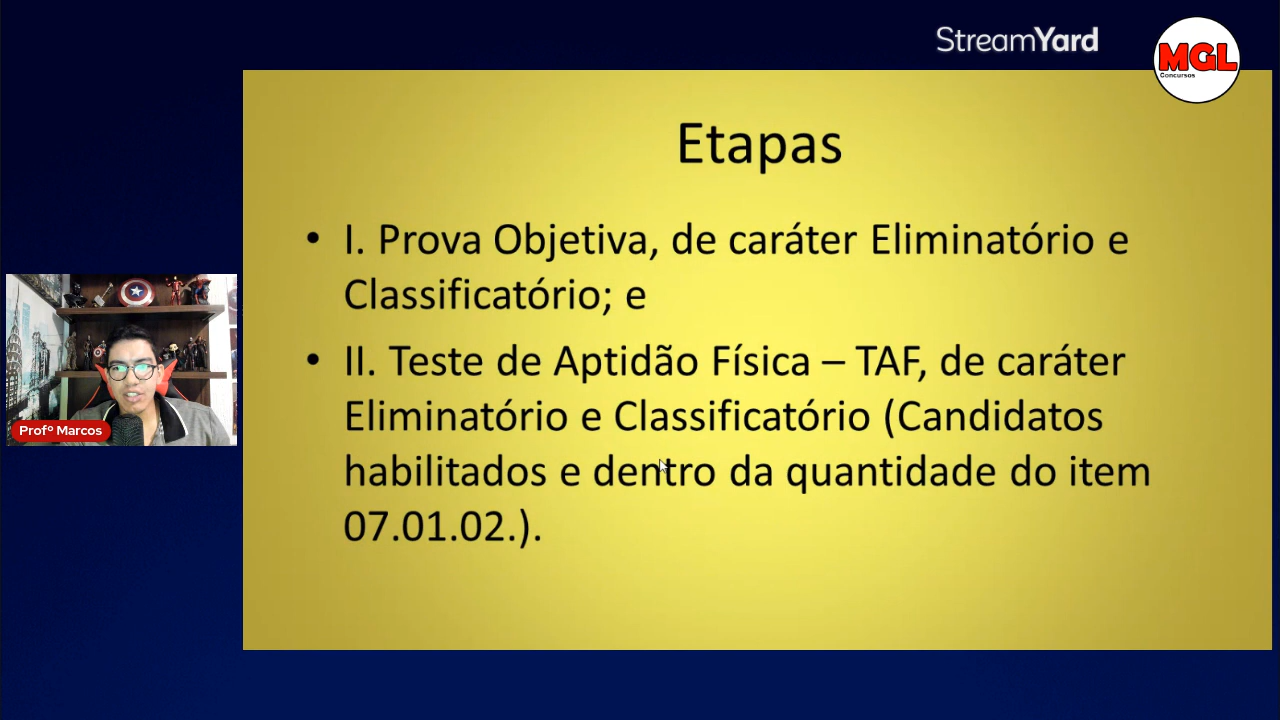 StreamYard
MGL
Concursos
Etapas
• I. Prova Objetiva, de caráter Eliminatório e
Classificatório; e
• II. Teste de Aptidão Física – TAF, de caráter
Eliminatório e Classificatório (Candidatos
habilitados e dentro da quantidade do item
07.01.02.).
Profº Marcos